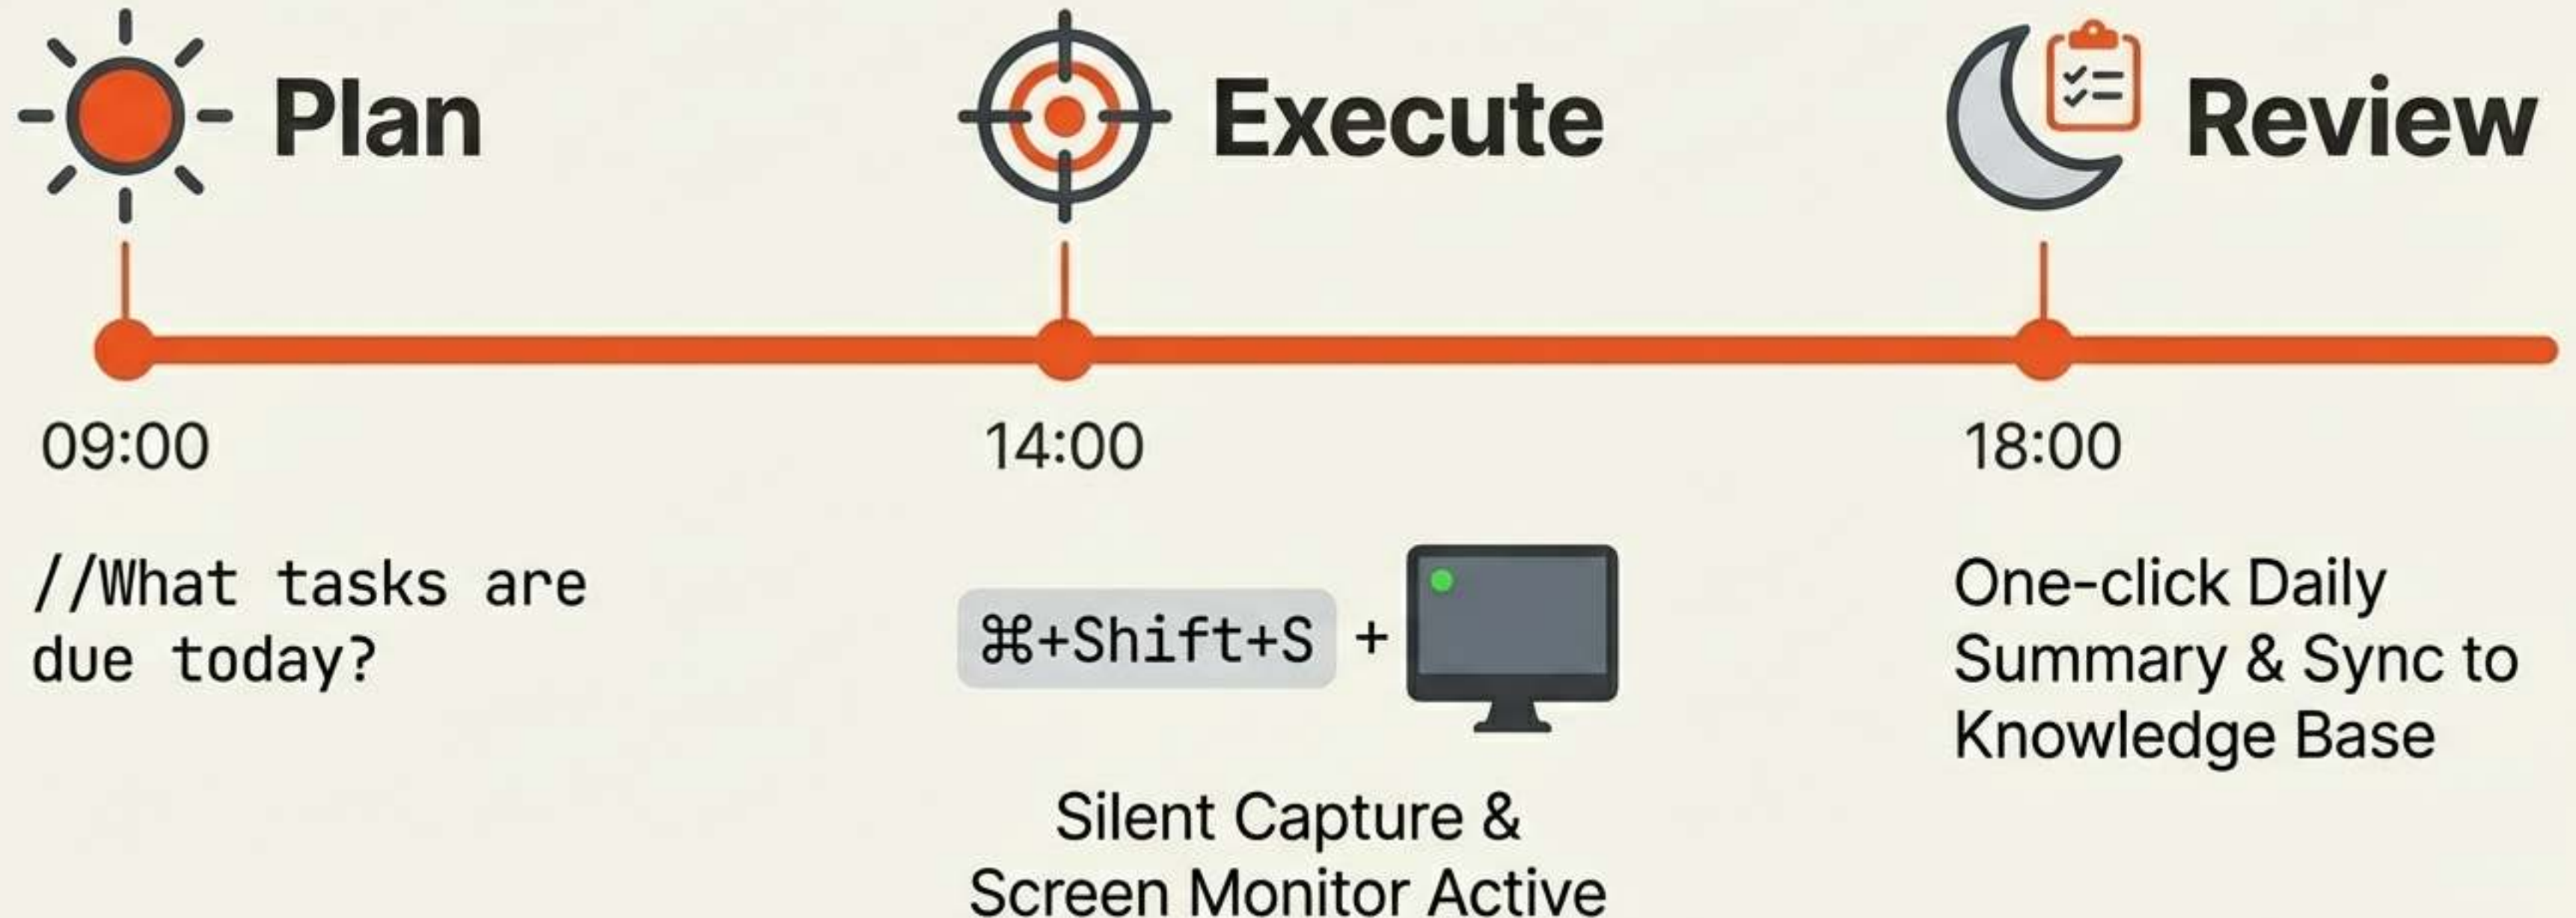 Plan
Execute
Review
09:00
14:00
18:00
//What tasks are
due today?
⌘+Shift+S +
Silent Capture &
Screen Monitor Active
One-click Daily
Summary & Sync to
Knowledge Base